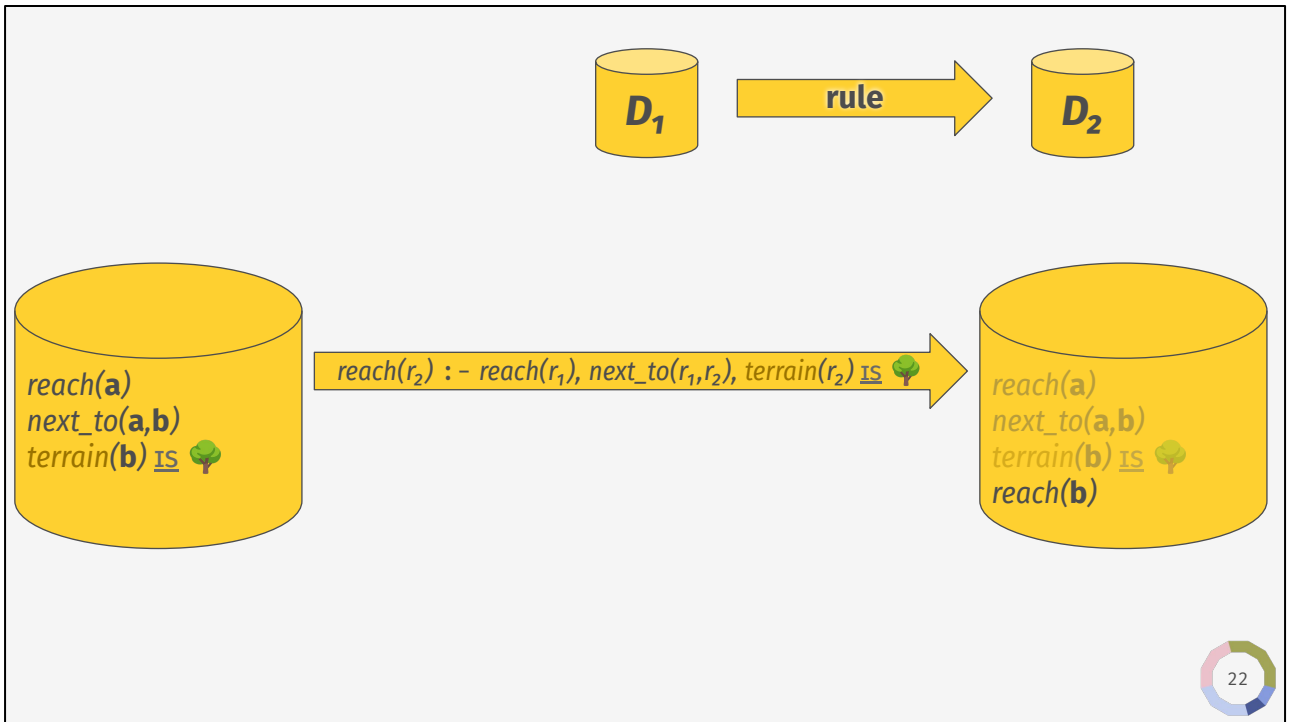 D₁
rule
D₂
reach(a)
next_to(a,b)
terrain(b) IS 🌳
reach(r₂) :- reach(r₁), next_to(r₁,r₂), terrain(r₂) IS 🌳
reach(a)
next_to(a,b)
terrain(b) IS 🌳
reach(b)
22